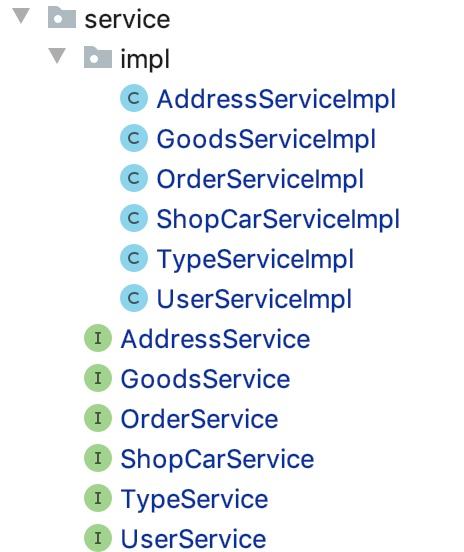 service
impl
C AddressServiceImpl
C GoodsServiceImpl
C OrderServiceImpl
C ShopCarServiceImpl
C TypeServiceImpl
C UserServiceImpl
I AddressService
I GoodsService
I OrderService
I ShopCarService
I TypeService
I UserService